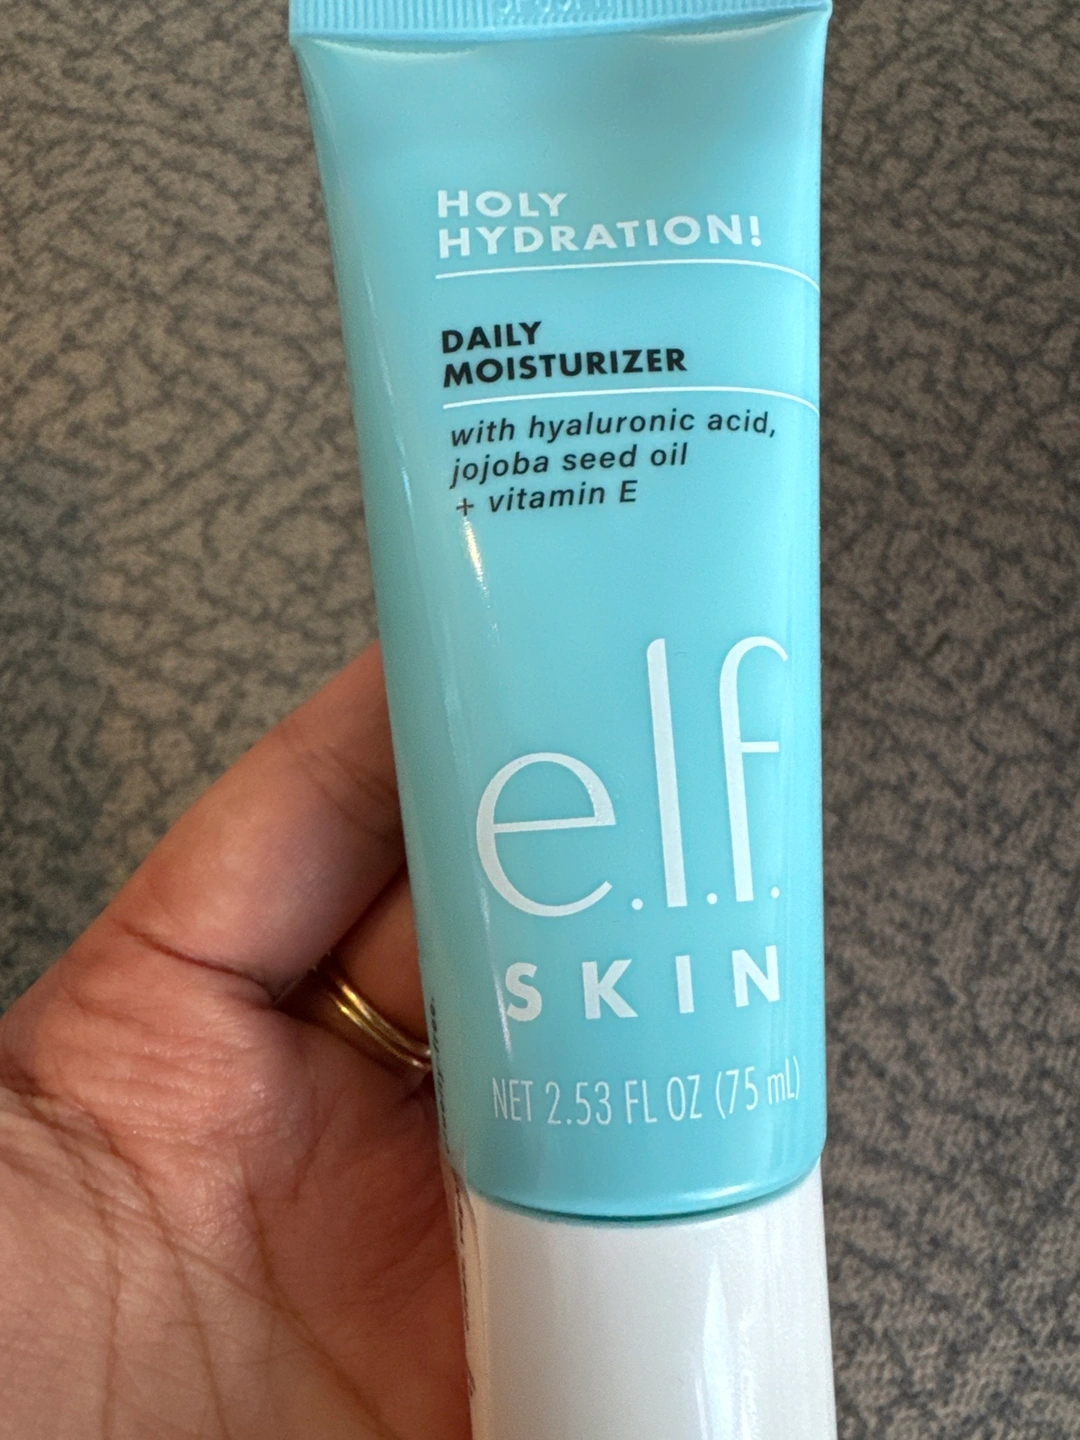 HOLY
HYDRATION!
DAILY
MOISTURIZER
with hyaluronic acid,
jojoba seed oil
+ vitamin E
e.l.f.
SKIN
NET 2.53 FL OZ (75 mL)